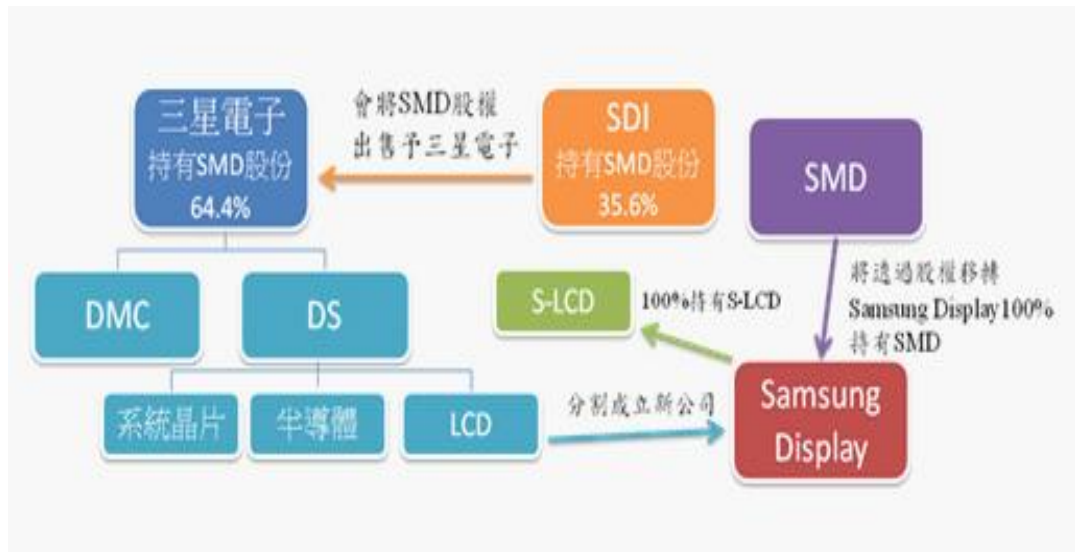 三星電子
持有SMD股份
64.4%
會將SMD股權
出售予三星電子
SDI
持有SMD股份
35.6%
SMD
DMC
DS
S-LCD
100%持有S-LCD
將透過股權移轉
Samsung Display100%
持有SMD
系統晶片
半導體
LCD
分割成立新公司
Samsung
Display